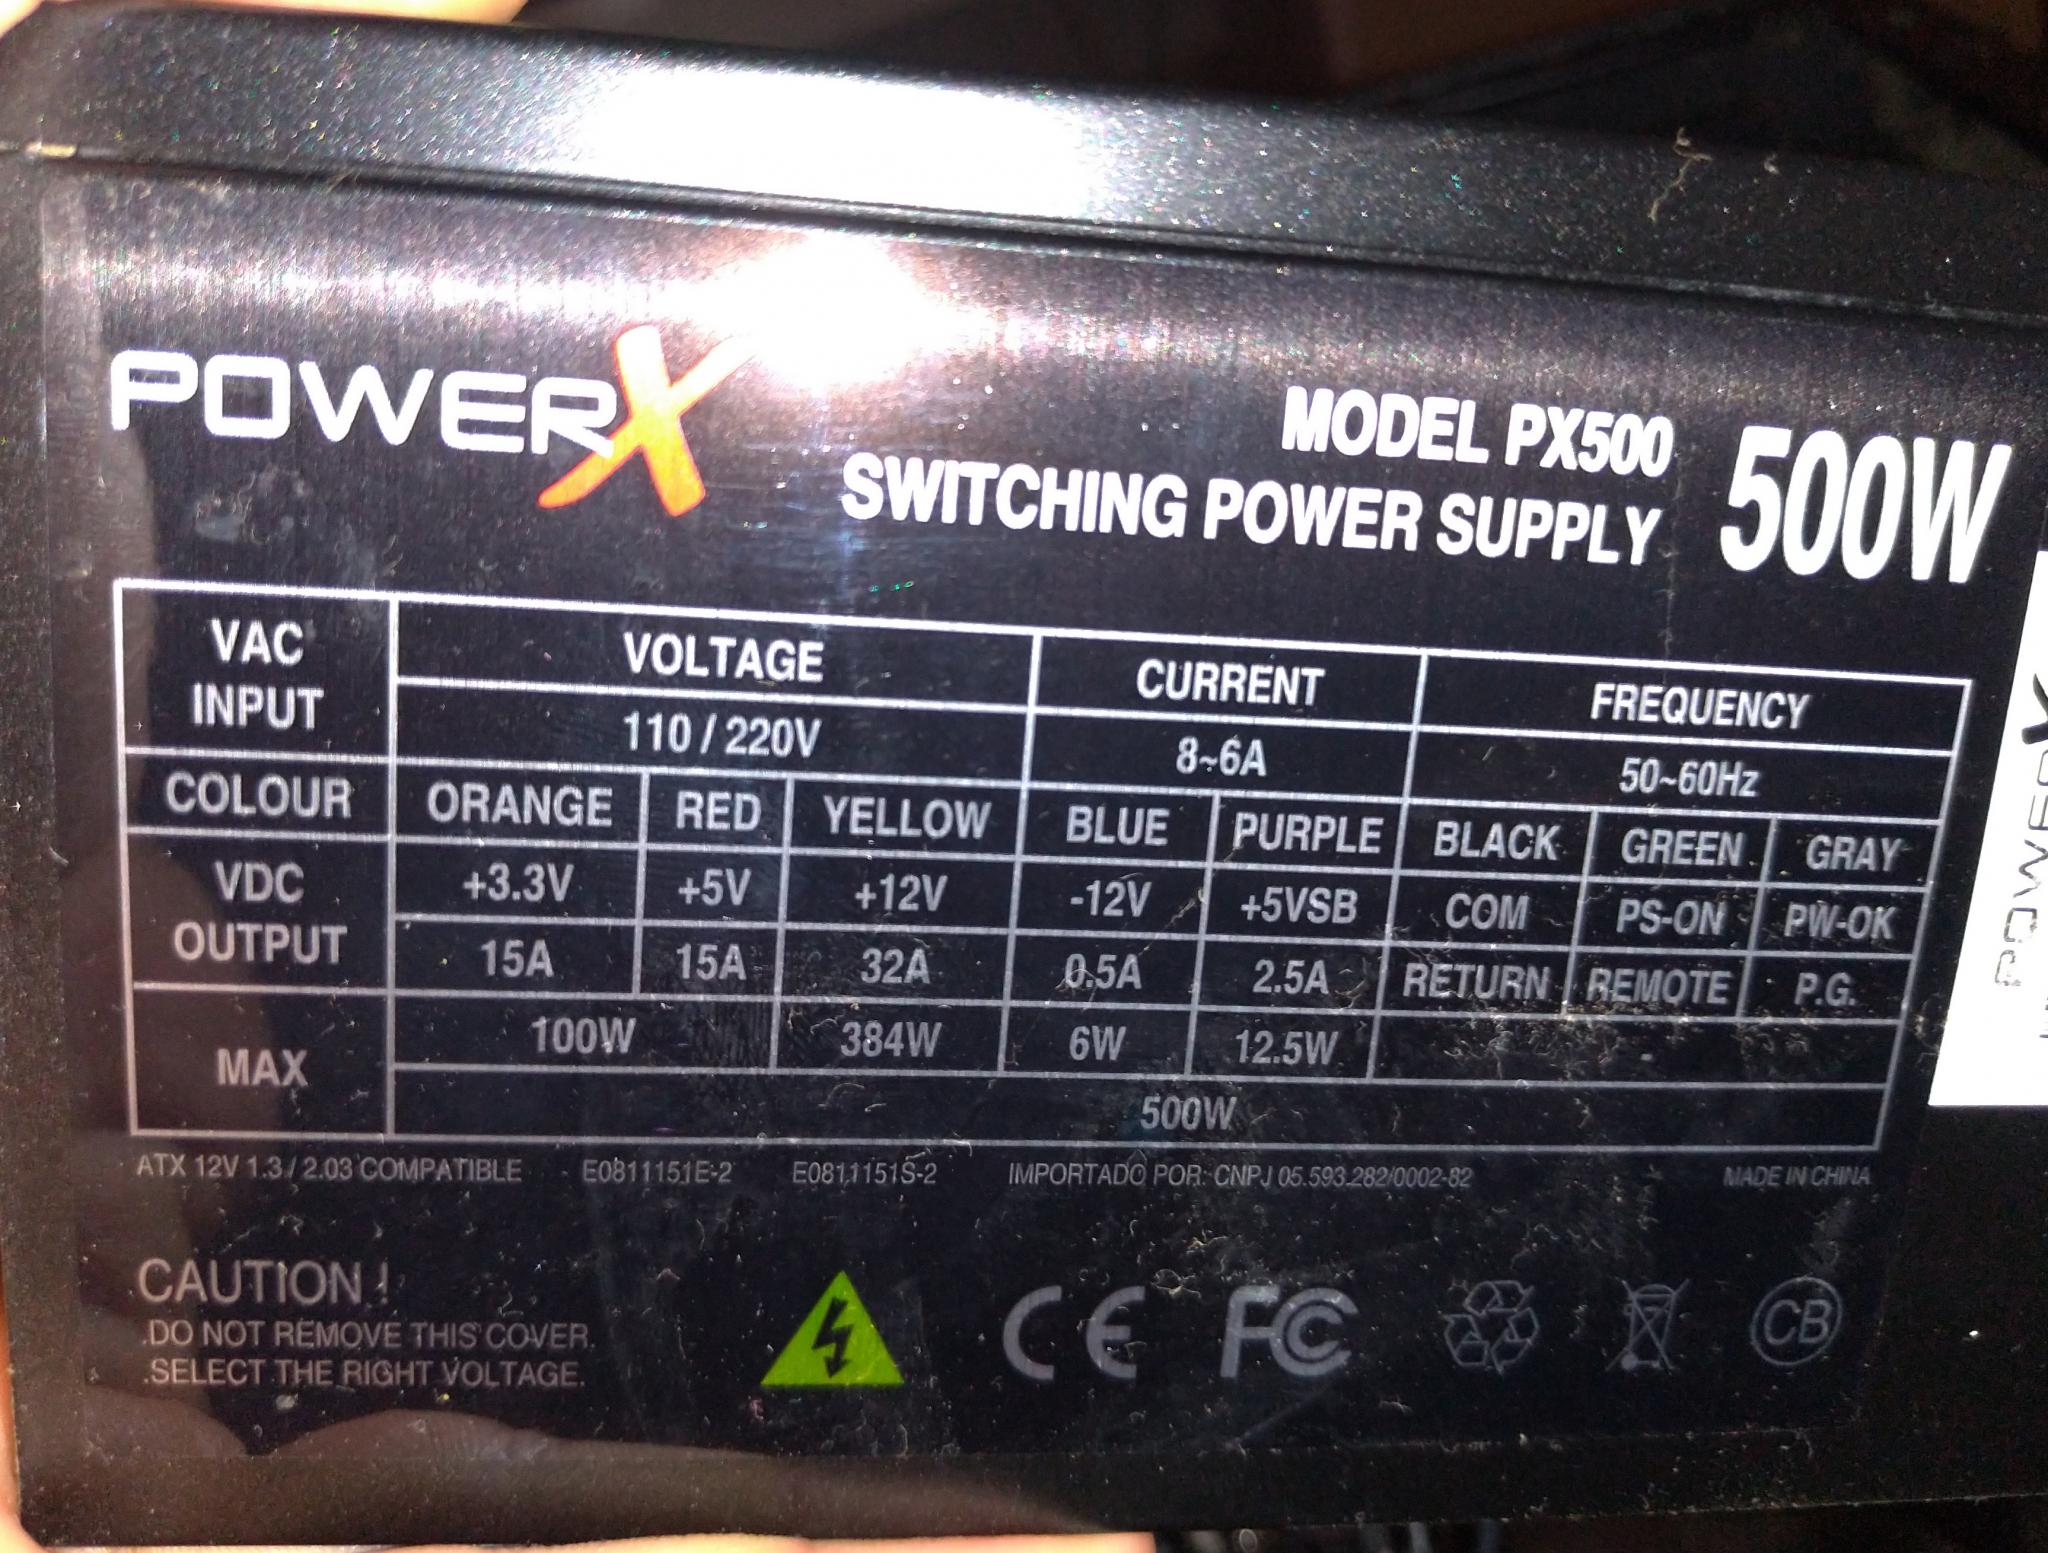 POWERX
MODEL PX500
SWITCHING POWER SUPPLY
500W
VAC INPUT
VOLTAGE CURRENT FREQUENCY
110 / 220V 8~6A 50~60Hz
COLOUR ORANGE RED YELLOW BLUE PURPLE BLACK GREEN GRAY
VDC OUTPUT
+3.3V +5V +12V -12V +5VSB COM PS-ON PW-OK
15A 15A 32A 0.5A 2.5A RETURN REMOTE P.G.
MAX
100W 384W 6W 12.5W -
500W
ATX 12V 1.3 / 2.03 COMPATIBLE E0811151E-2 E0811151S-2 IMPORTADO POR: CNPJ 05.593.282/0002-82 MADE IN CHINA
CAUTION !
.DO NOT REMOVE THIS COVER.
.SELECT THE RIGHT VOLTAGE.
CE FC CB
POWERX